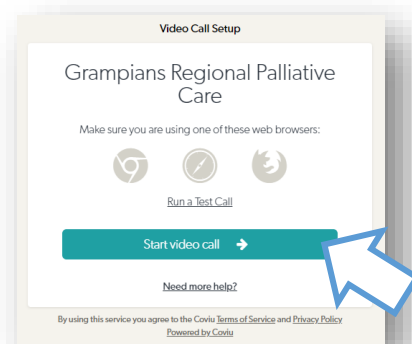 Video Call Setup
Grampians Regional Palliative
Care
Make sure you are using one of these web browsers:
Run a Test Call
Start video call
Need more help?
By using this service you agree to the Coviu Terms of Service and Privacy Policy
Powered by Coviu